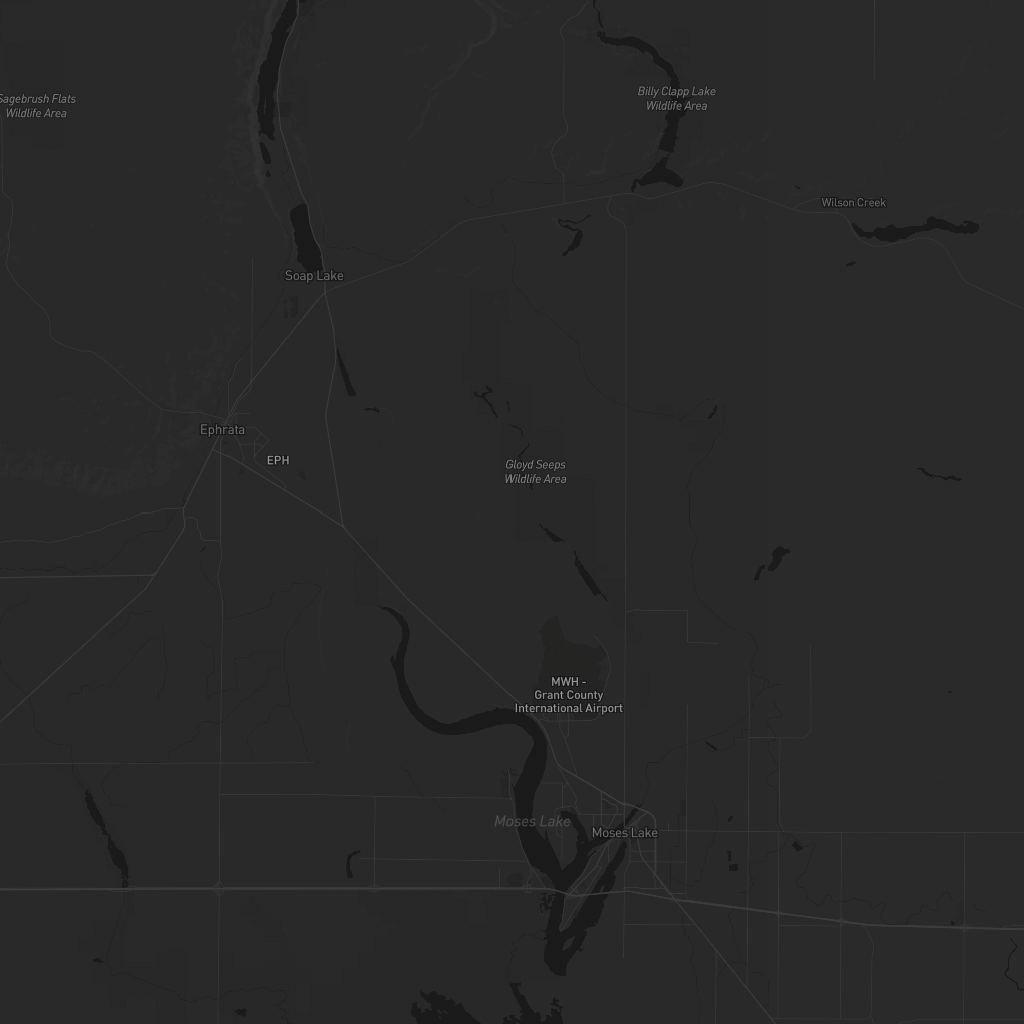 Sagebrush Flats
Wildlife Area
Billy Clapp Lake
Wildlife Area
Wilson Creek
Soap Lake
Ephrata
EPH
Gloyd Seeps
Wildlife Area
MWH -
Grant County
International Airport
Moses Lake
Moses Lake